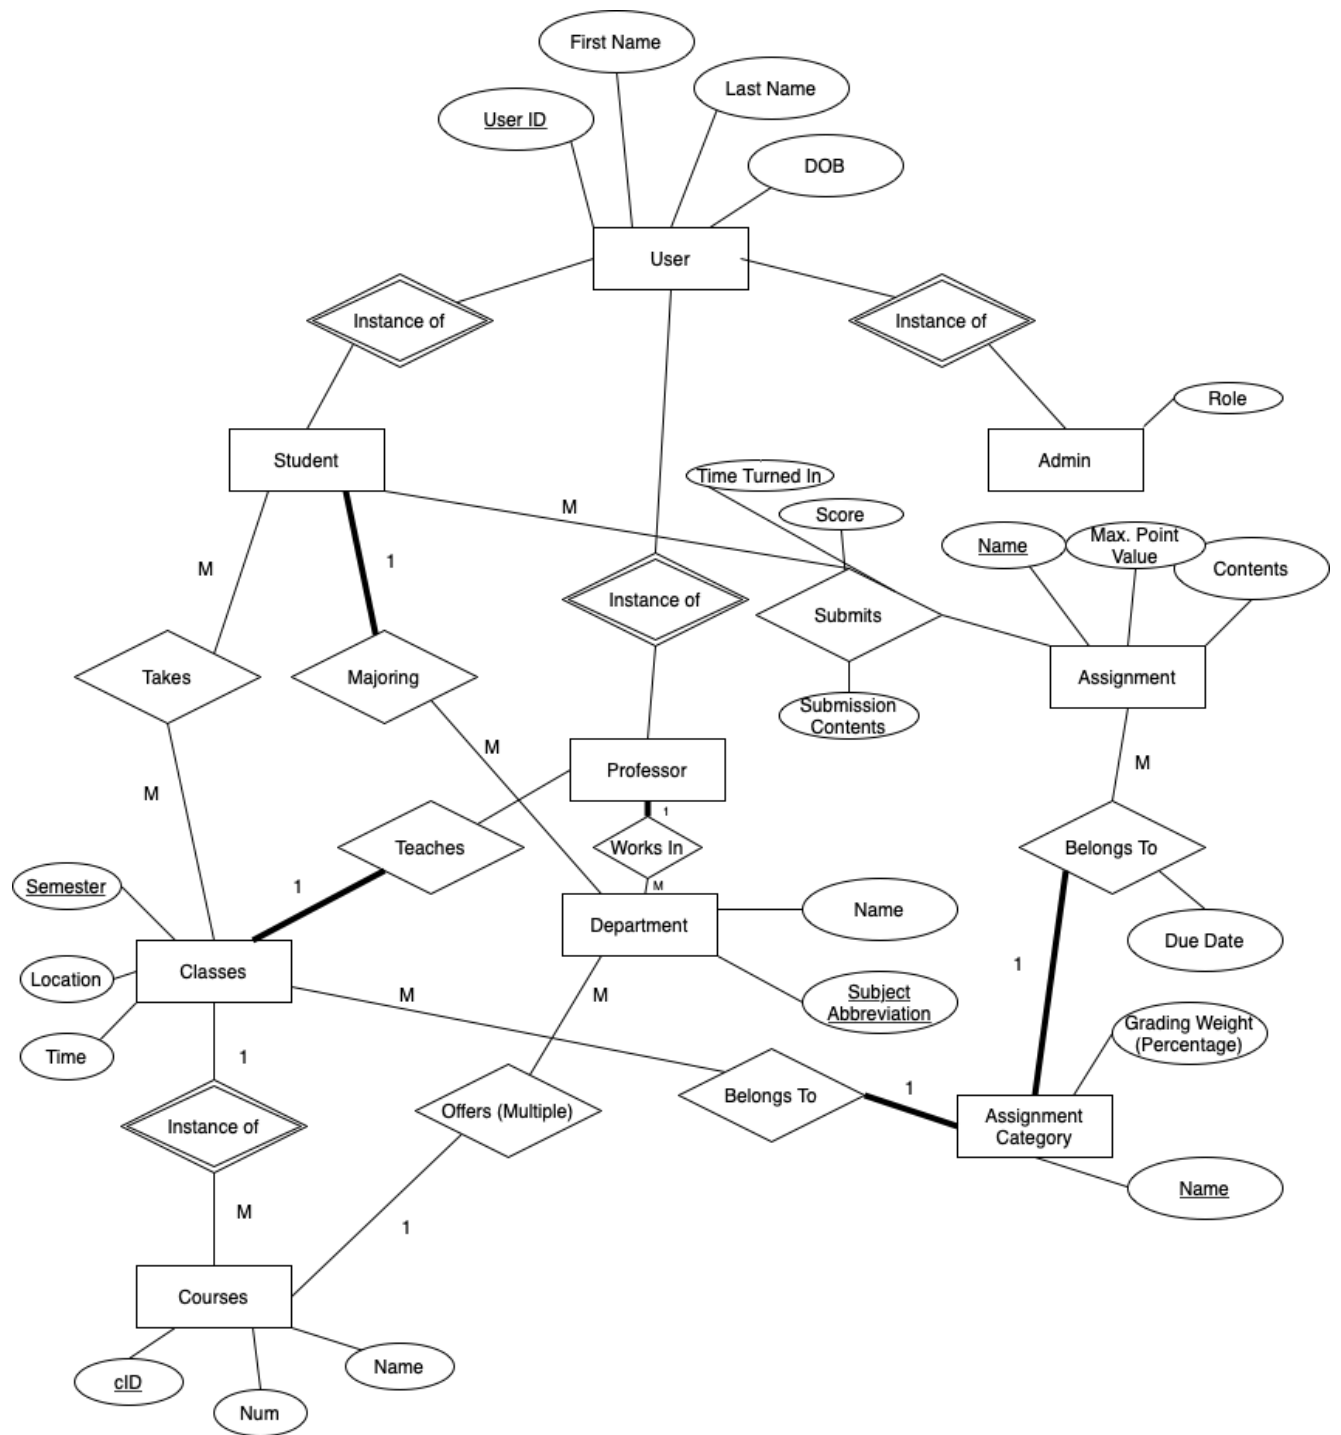 First Name
Last Name
User ID
DOB
User
Instance of
Instance of
Role
Student
Admin
Time Turned In
M
Score
Name
Max. Point
Value
Contents
M
1
Instance of
Submits
Takes
Majoring
Assignment
Submission
Contents
M
M
Professor
M
1
Teaches
Works In
Belongs To
1
M
Semester
Name
Department
Due Date
Location
Classes
1
M
M
Subject
Abbreviation
Grading Weight
(Percentage)
Time
1
1
Belongs To
Offers (Multiple)
Instance of
Assignment
Category
Name
M
1
Courses
cID
Name
Num